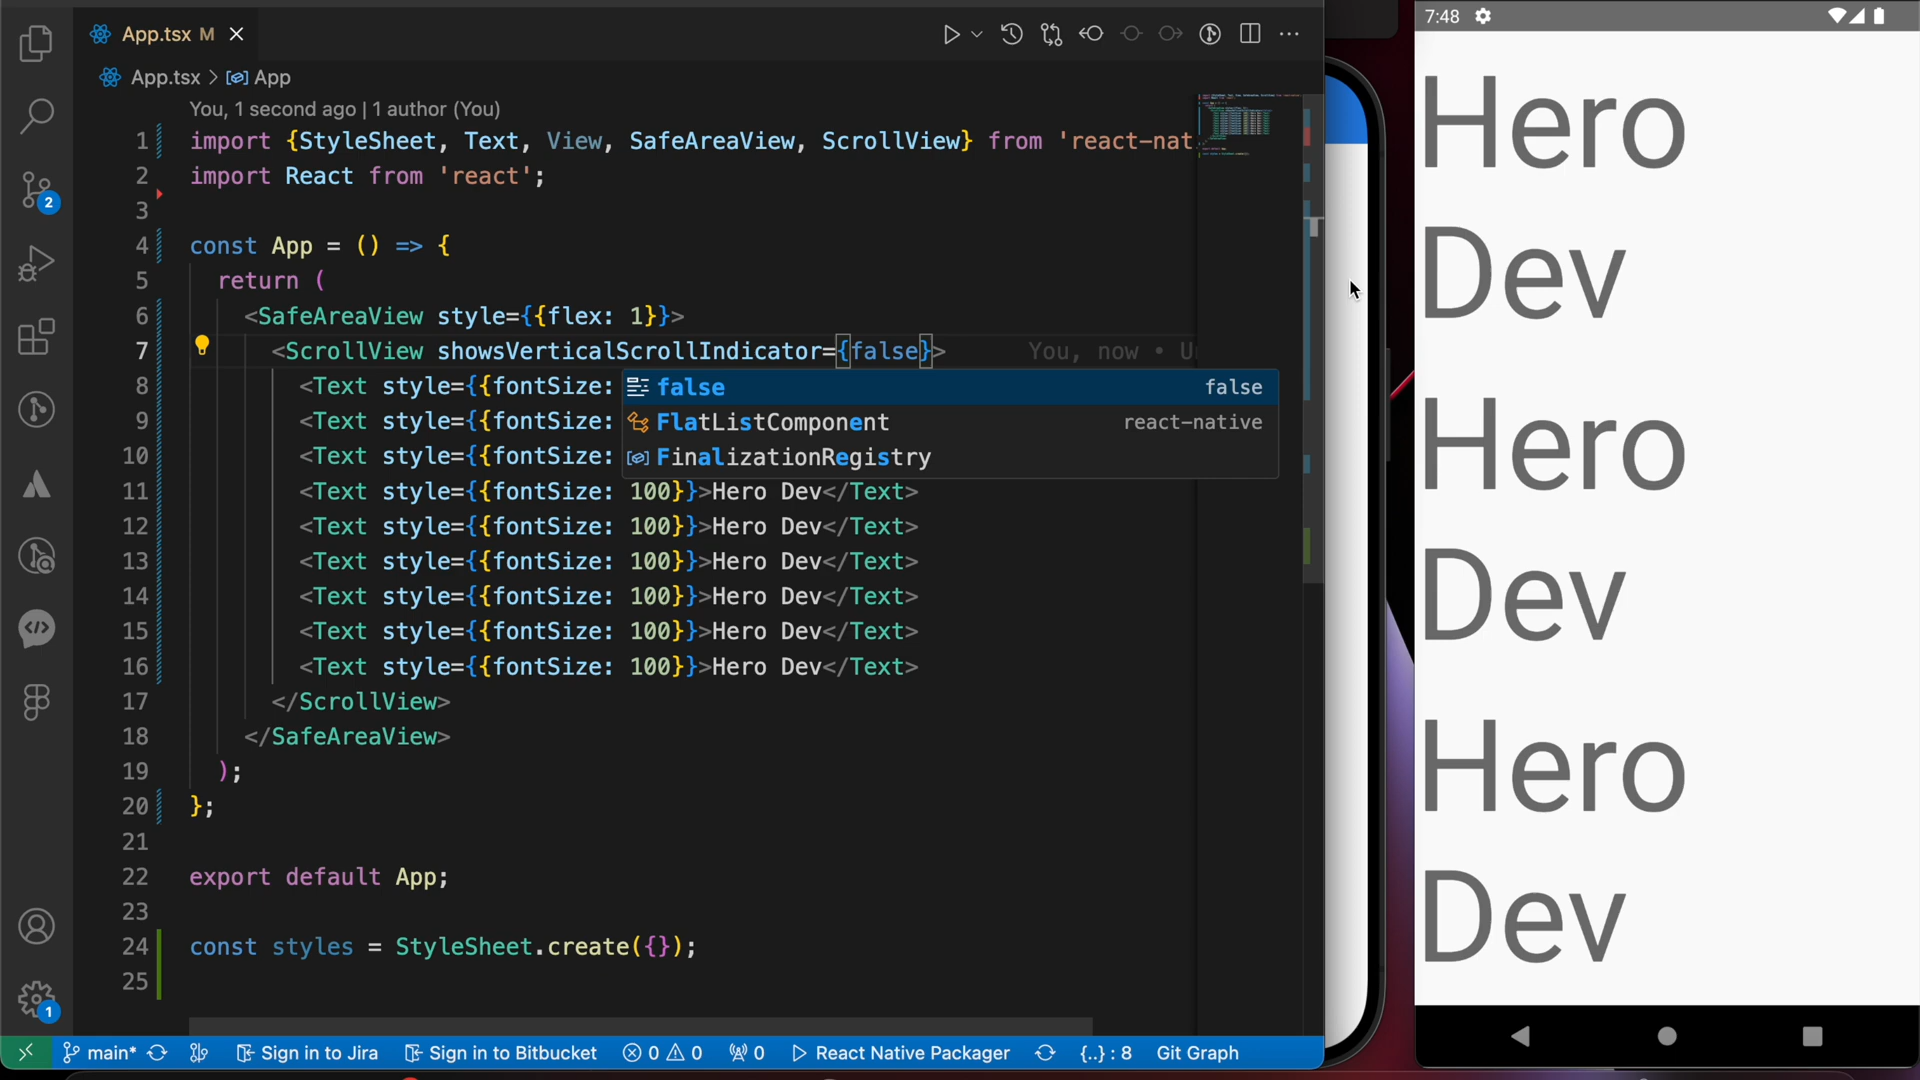 App.tsx M
App.tsx > App
You, 1 second ago | 1 author (You)
1 import {StyleSheet, Text, View, SafeAreaView, ScrollView} from 'react-nat
2 import React from 'react';
3
4 const App = () => {
5 return (
6 <SafeAreaView style={{flex: 1}}>
7 <ScrollView showsVerticalScrollIndicator={false}> You, now • U
8 <Text style={{fontSize:
false false
9 <Text style={{fontSize:
FlatListComponent react-native
10 <Text style={{fontSize:
FinalizationRegistry
11 <Text style={{fontSize: 100}}>Hero Dev</Text>
12 <Text style={{fontSize: 100}}>Hero Dev</Text>
13 <Text style={{fontSize: 100}}>Hero Dev</Text>
14 <Text style={{fontSize: 100}}>Hero Dev</Text>
15 <Text style={{fontSize: 100}}>Hero Dev</Text>
16 <Text style={{fontSize: 100}}>Hero Dev</Text>
17 </ScrollView>
18 </SafeAreaView>
19 );
20 };
21
22 export default App;
23
24 const styles = StyleSheet.create({});
25
2
1
main* Sign in to Jira Sign in to Bitbucket 0 0 0 React Native Packager {..} : 8 Git Graph
7:48
Hero
Dev
Hero
Dev
Hero
Dev